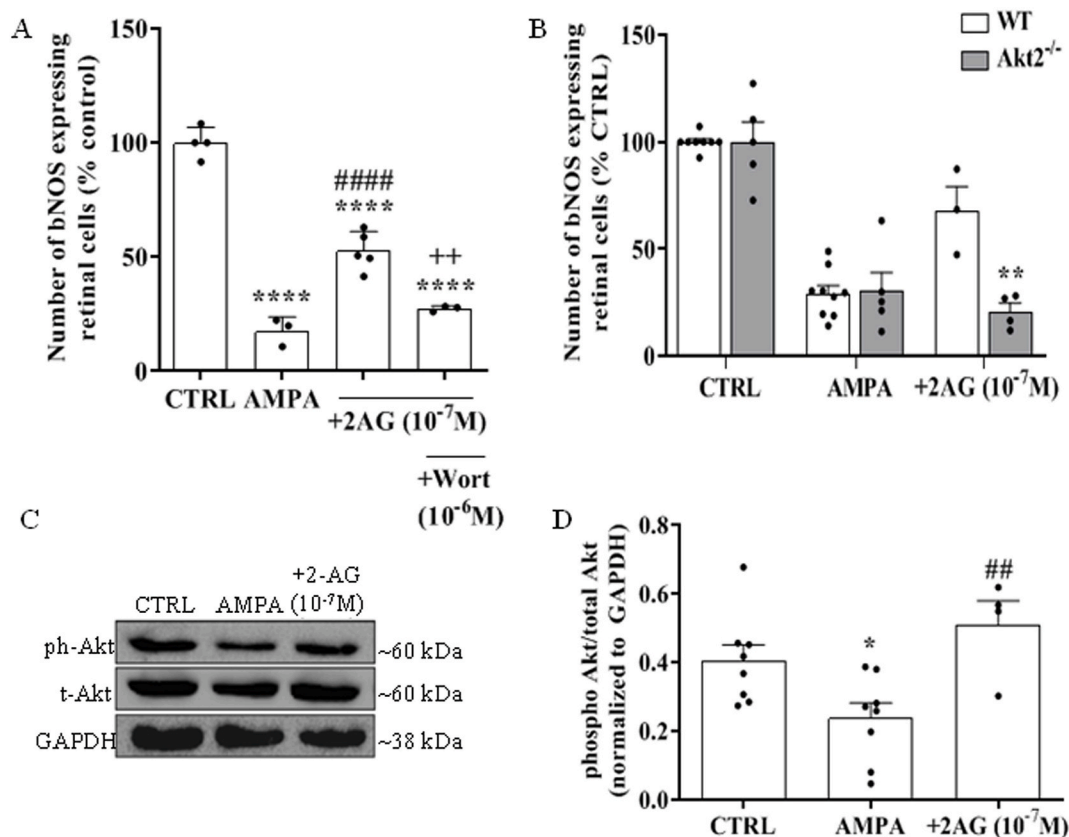 A
Number of bNOS expressing
retinal cells (% control)
150
100
50
0
****
####
****
++
****
CTRL
AMPA
+2AG (10⁻⁷M)
+Wort
(10⁻⁶M)
B
Number of bNOS expressing
retinal cells (% CTRL)
150
100
50
0
WT
Akt2⁻/⁻
**
CTRL
AMPA
+2AG (10⁻⁷M)
C
CTRL
AMPA
+2-AG
(10⁻⁷M)
ph-Akt
~60 kDa
t-Akt
~60 kDa
GAPDH
~38 kDa
D
phospho Akt/total Akt
(normalized to GAPDH)
0.8
0.6
0.4
0.2
0.0
*
##
CTRL
AMPA
+2AG (10⁻⁷M)